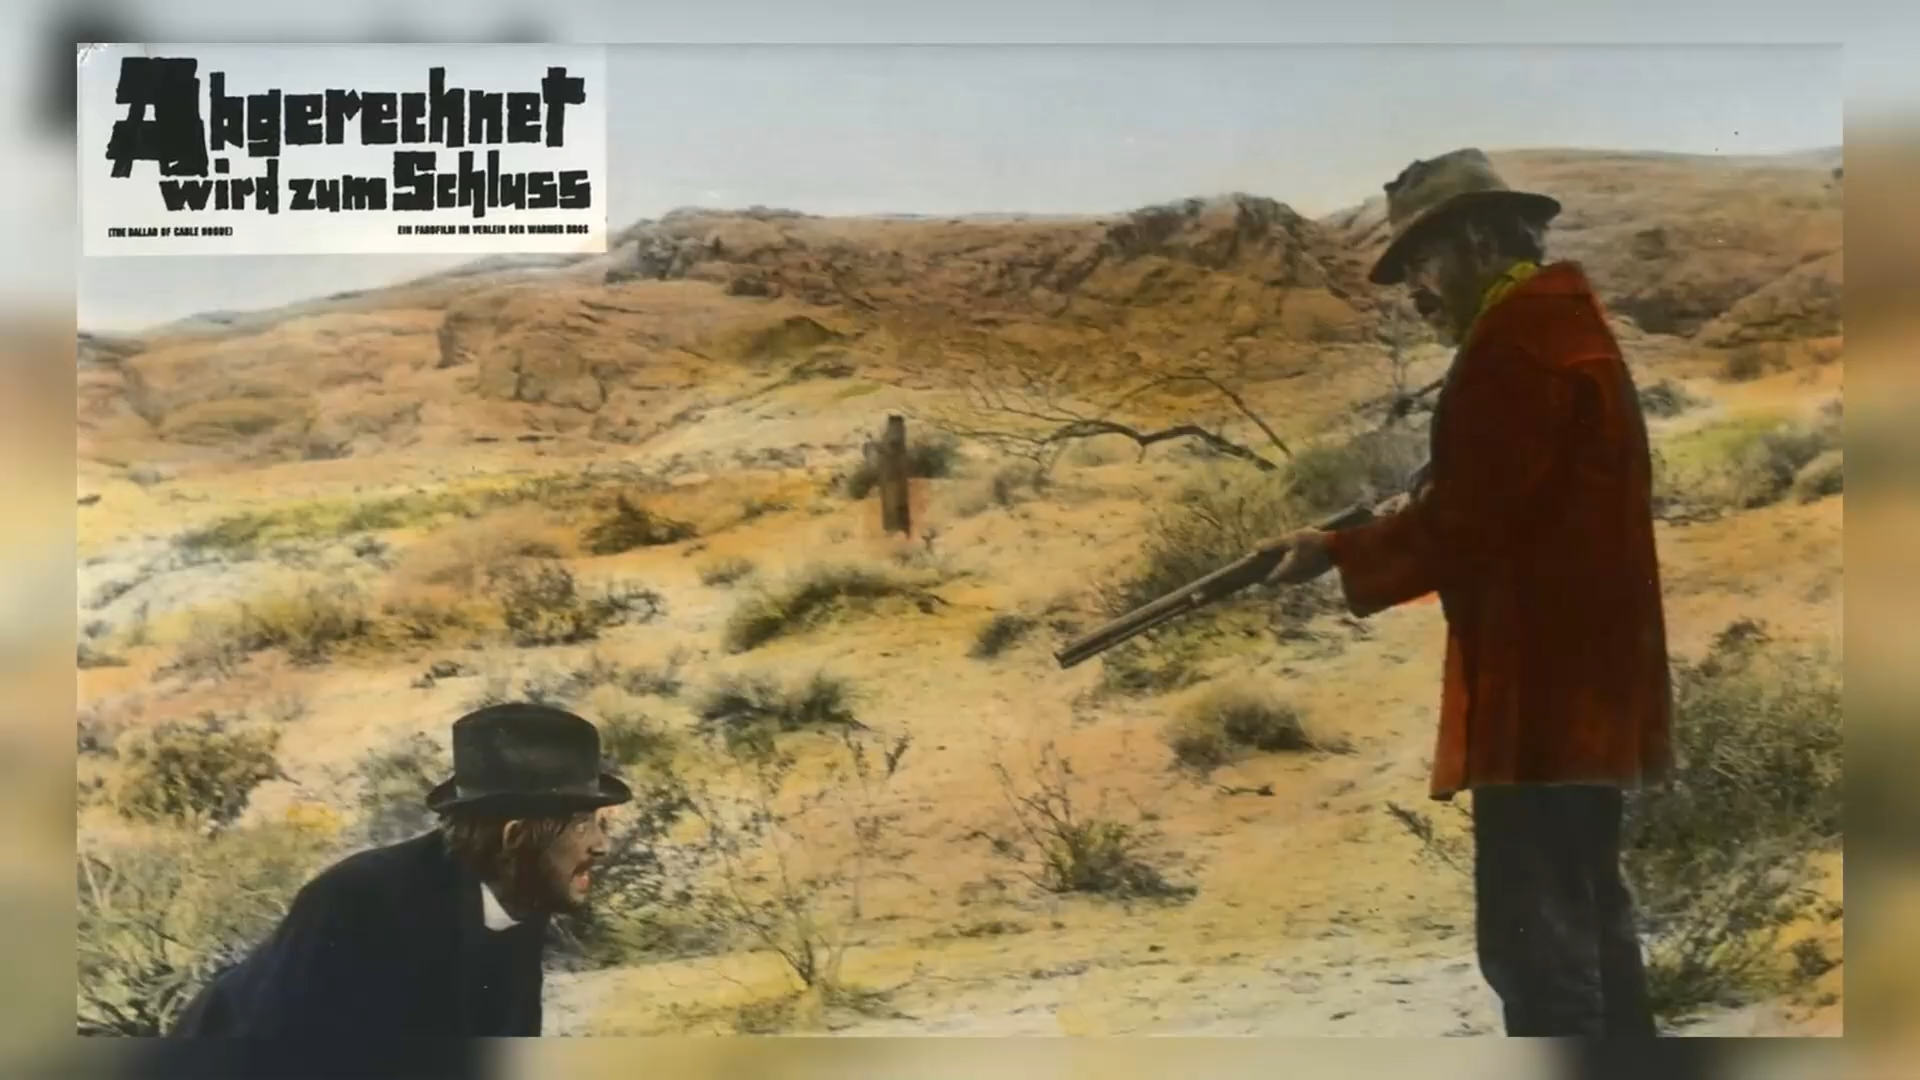 Abgerechnet
wird zum Schluss
(THE BALLAD OF CABLE HOGUE) EIN FARBFILM IM VERLEIH DER WARNER BROS